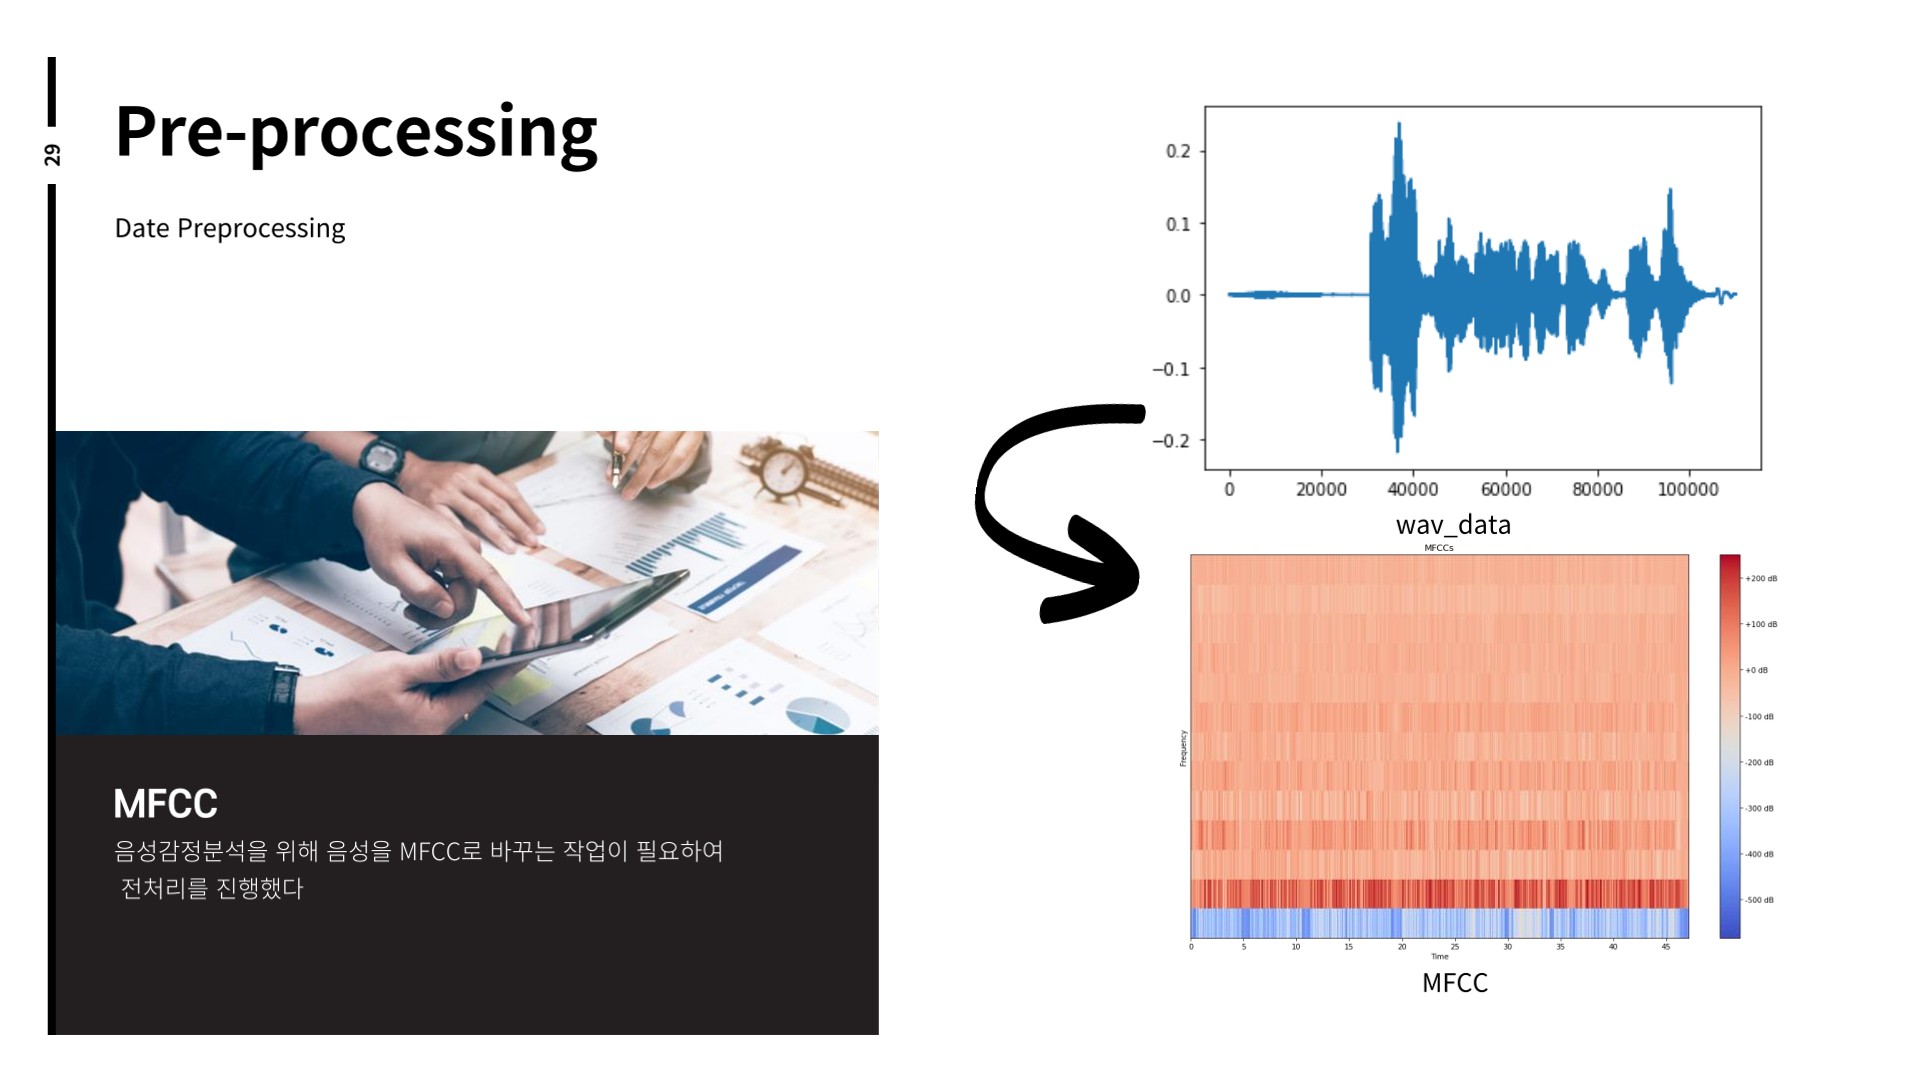 29
Pre-processing
Date Preprocessing
MFCC
음성감정분석을 위해 음성을 MFCC로 바꾸는 작업이 필요하여
전처리를 진행했다
0.2
0.1
0.0
−0.1
−0.2
0 20000 40000 60000 80000 100000
wav_data
MFCCs
Frequency
0 5 10 15 20 25 30 35 40 45
Time
+200 dB
+100 dB
+0 dB
-100 dB
-200 dB
-300 dB
-400 dB
-500 dB
MFCC